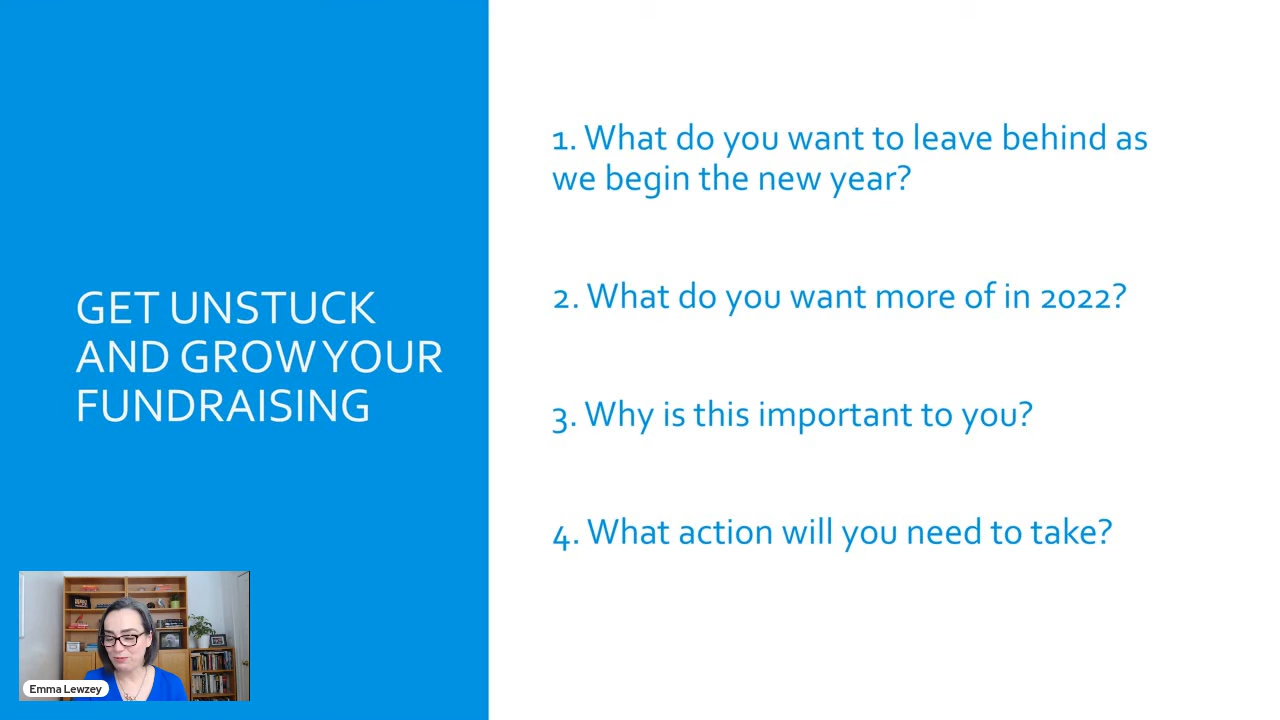 GET UNSTUCK
AND GROW YOUR
FUNDRAISING
1. What do you want to leave behind as
we begin the new year?
2. What do you want more of in 2022?
3. Why is this important to you?
4. What action will you need to take?
Emma Lewzey